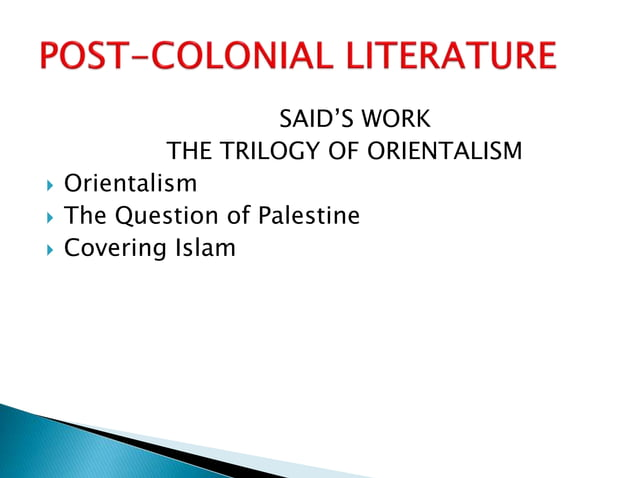 POST-COLONIAL LITERATURE
SAID’S WORK
THE TRILOGY OF ORIENTALISM
Orientalism
The Question of Palestine
Covering Islam